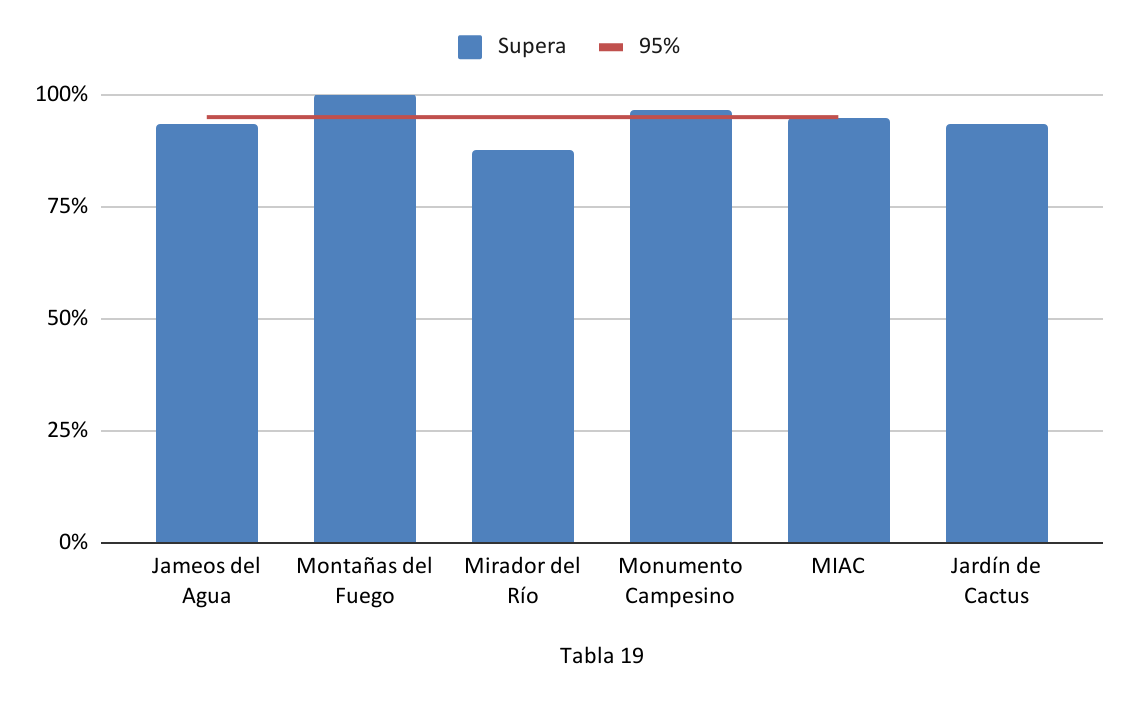 Supera 95%
100%
75%
50%
25%
0%
Jameos del Agua
Montañas del Fuego
Mirador del Río
Monumento Campesino
MIAC
Jardín de Cactus
Tabla 19